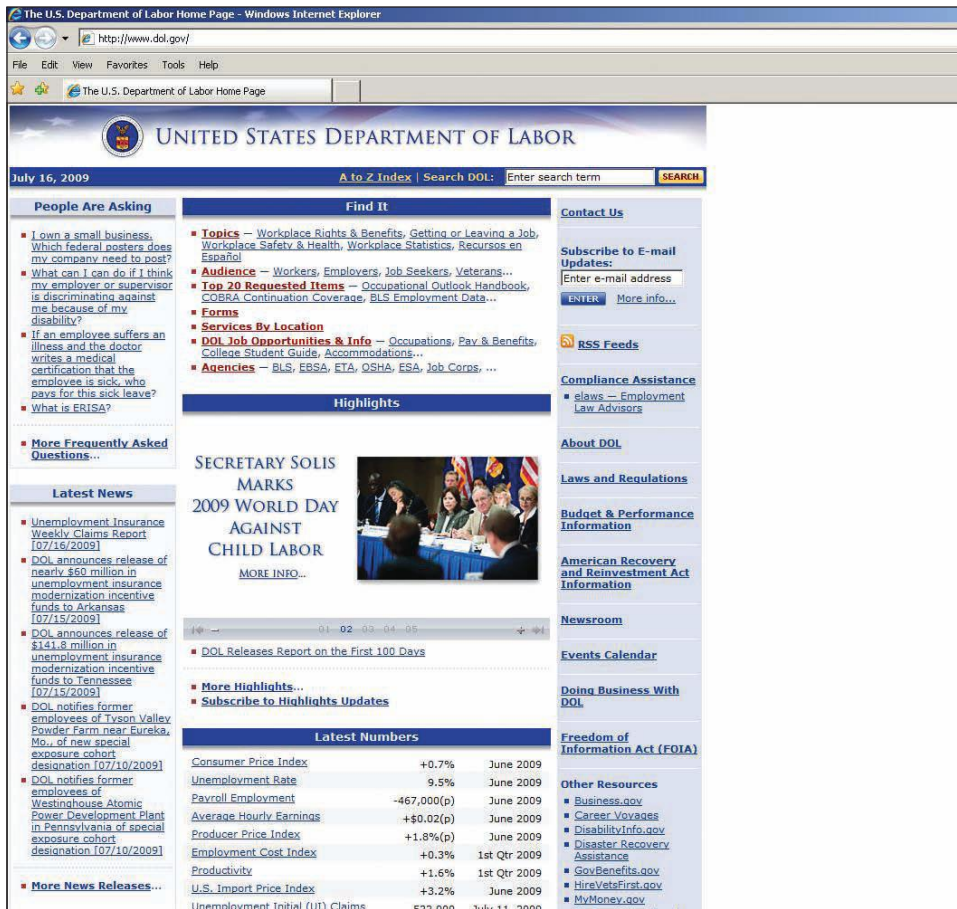 The U.S. Department of Labor Home Page - Windows Internet Explorer
http://www.dol.gov/
File Edit View Favorites Tools Help
The U.S. Department of Labor Home Page
UNITED STATES DEPARTMENT OF LABOR
July 16, 2009
A to Z Index | Search DOL: Enter search term SEARCH
People Are Asking
I own a small business.
Which federal posters does
my company need to post?
What can I can do if I think
my employer or supervisor
is discriminating against
me because of my
disability?
If an employee suffers an
illness and the doctor
writes a medical
certification that the
employee is sick, who
pays for this sick leave?
What is ERISA?
More Frequently Asked
Questions...
Latest News
Unemployment Insurance
Weekly Claims Report
[07/16/2009]
DOL announces release of
nearly $60 million in
unemployment insurance
modernization incentive
funds to Arkansas
[07/15/2009]
DOL announces release of
$141.8 million in
unemployment insurance
modernization incentive
funds to Tennessee
[07/15/2009]
DOL notifies former
employees of Tyson Valley
Powder Farm near Eureka,
Mo., of new special
exposure cohort
designation [07/10/2009]
DOL notifies former
employees of
Westinghouse Atomic
Power Development Plant
in Pennsylvania of special
exposure cohort
designation [07/10/2009]
More News Releases...
Find It
Topics — Workplace Rights & Benefits, Getting or Leaving a Job,
Workplace Safety & Health, Workplace Statistics, Recursos en
Español
Audience — Workers, Employers, Job Seekers, Veterans...
Top 20 Requested Items — Occupational Outlook Handbook,
COBRA Continuation Coverage, BLS Employment Data...
Forms
Services By Location
DOL Job Opportunities & Info — Occupations, Pay & Benefits,
College Student Guide, Accommodations...
Agencies — BLS, EBSA, ETA, OSHA, ESA, Job Corps, ...
Highlights
SECRETARY SOLIS
MARKS
2009 WORLD DAY
AGAINST
CHILD LABOR
MORE INFO...
01 02 03 04 05
DOL Releases Report on the First 100 Days
More Highlights...
Subscribe to Highlights Updates
Latest Numbers
Consumer Price Index +0.7% June 2009
Unemployment Rate 9.5% June 2009
Payroll Employment -467,000(p) June 2009
Average Hourly Earnings +$0.02(p) June 2009
Producer Price Index +1.8%(p) June 2009
Employment Cost Index +0.3% 1st Qtr 2009
Productivity +1.6% 1st Qtr 2009
U.S. Import Price Index +3.2% June 2009
Unemployment Initial (UI) Claims 522,000 July 11, 2009
Contact Us
Subscribe to E-mail
Updates:
Enter e-mail address
ENTER More info...
RSS Feeds
Compliance Assistance
elaws — Employment
Law Advisors
About DOL
Laws and Regulations
Budget & Performance
Information
American Recovery
and Reinvestment Act
Information
Newsroom
Events Calendar
Doing Business With
DOL
Freedom of
Information Act (FOIA)
Other Resources
Business.gov
Career Voyages
DisabilityInfo.gov
Disaster Recovery
Assistance
GovBenefits.gov
HireVetsFirst.gov
MyMoney.gov